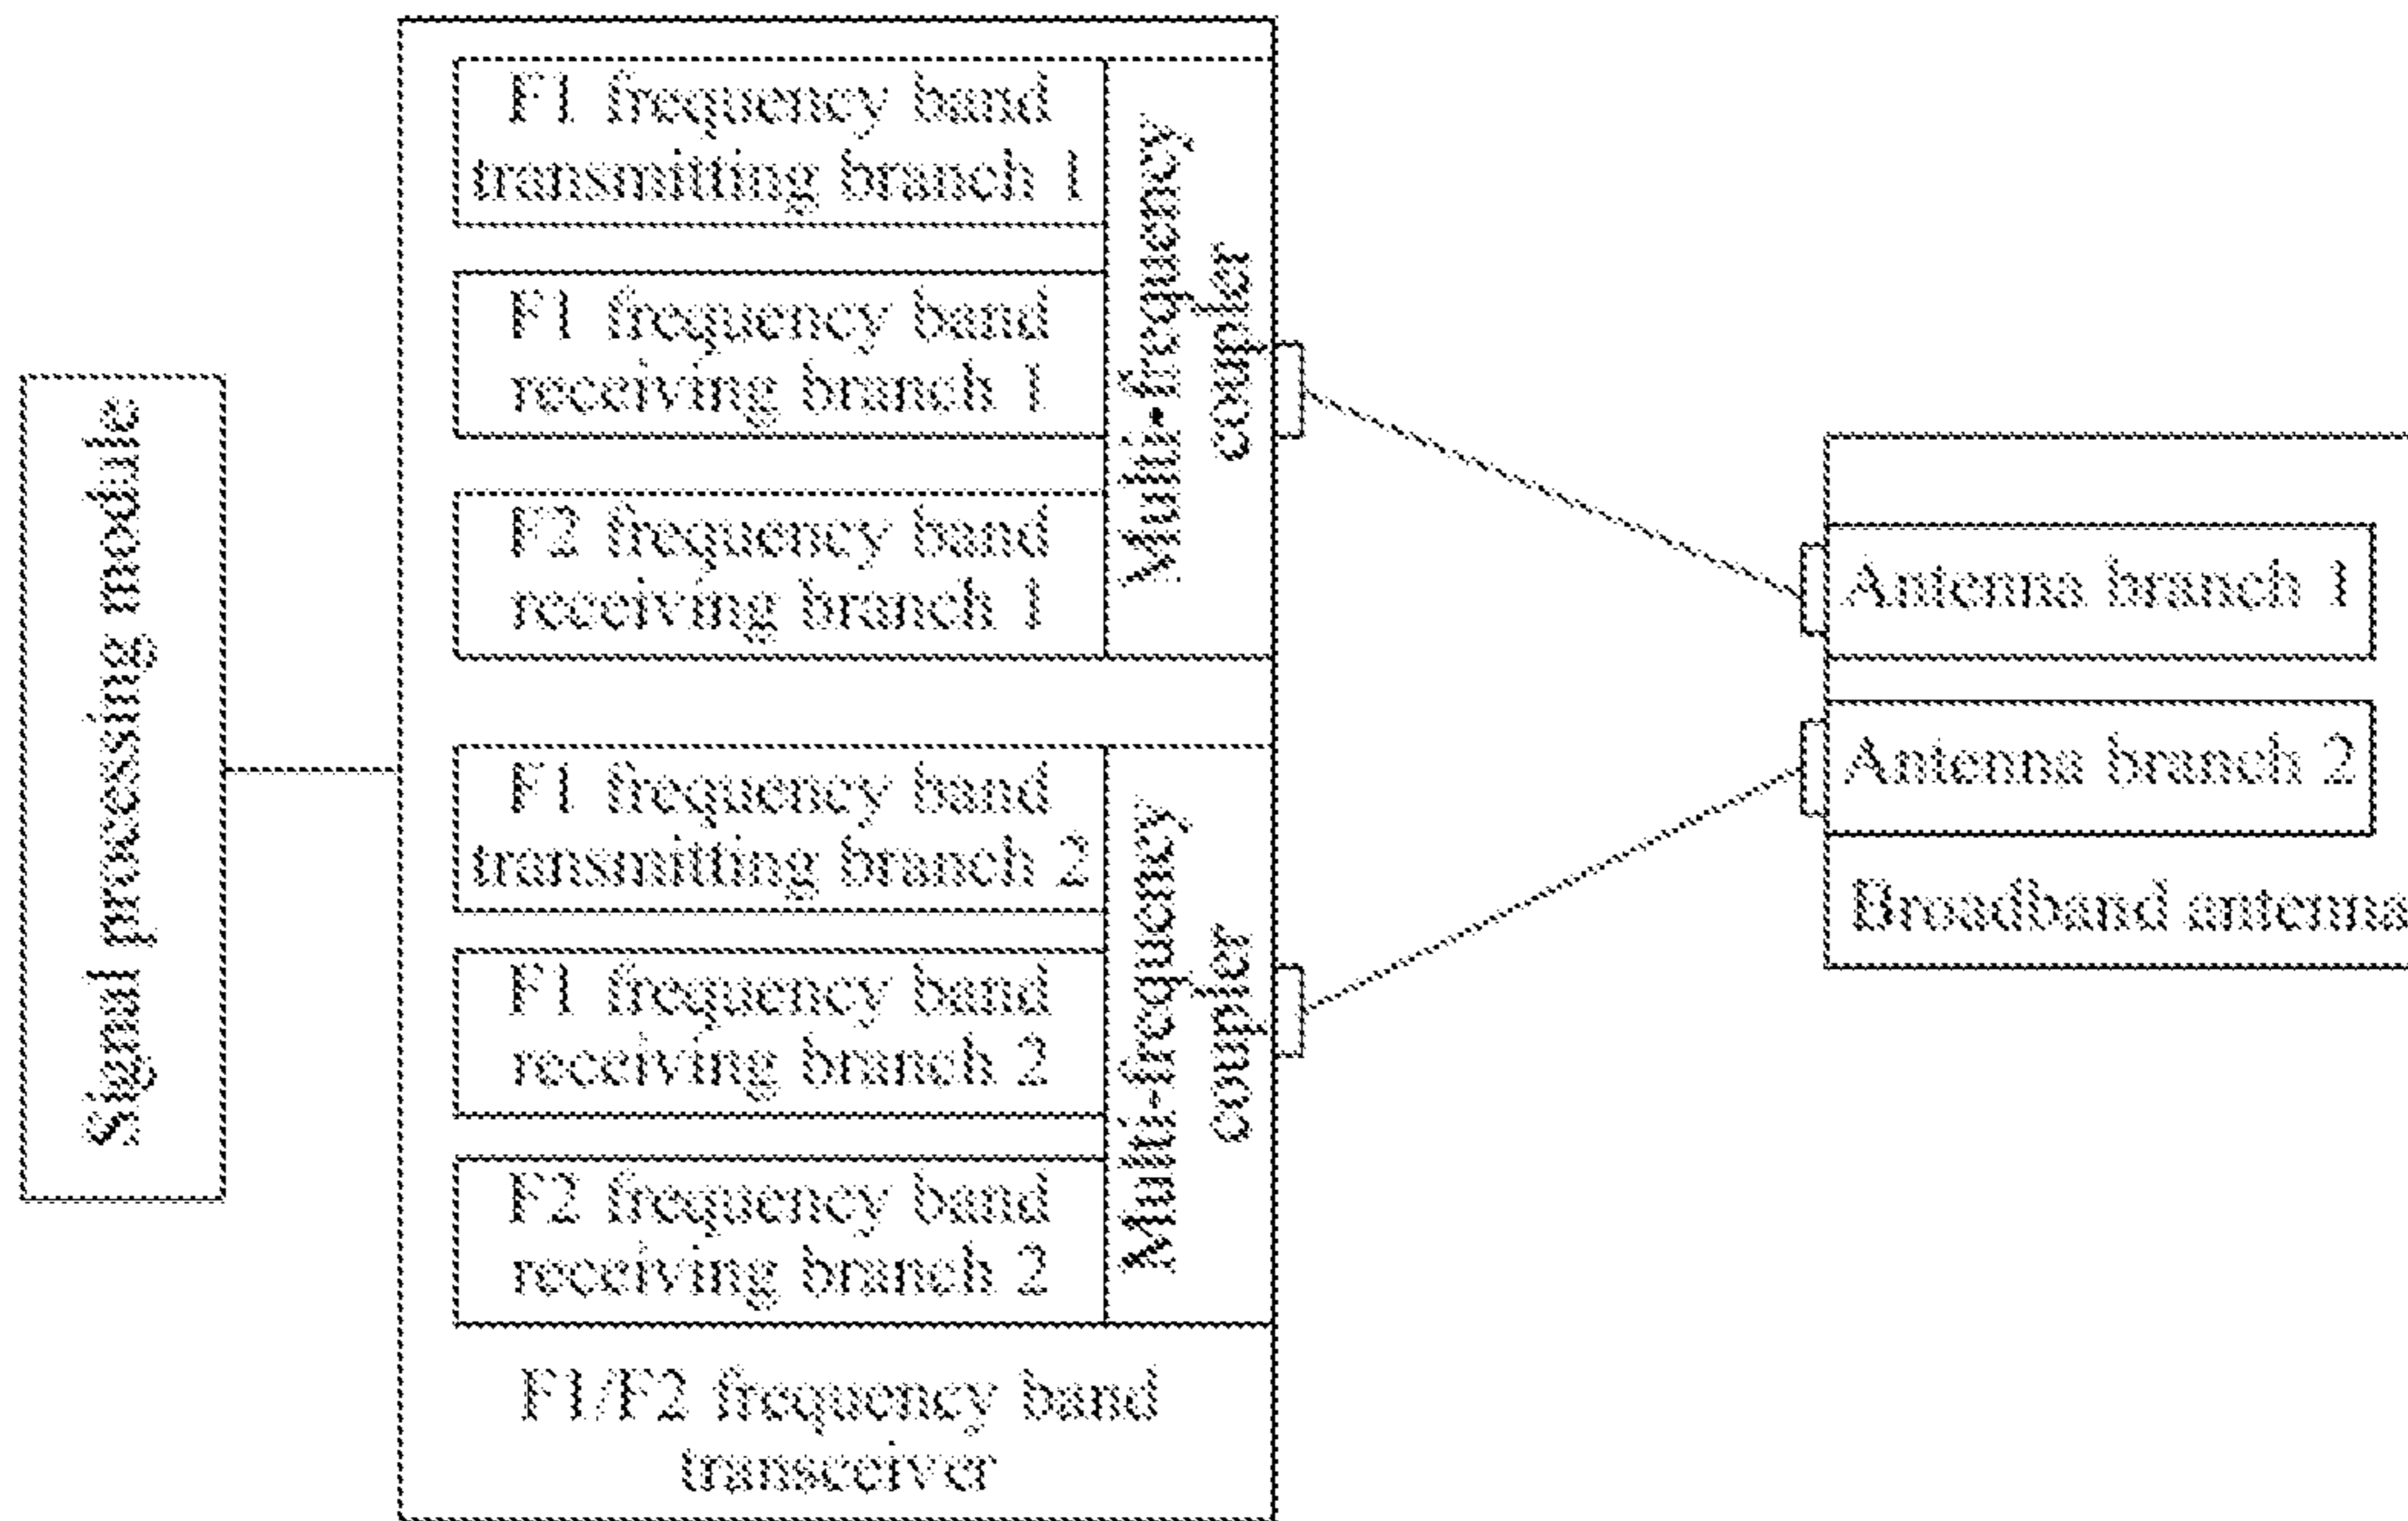 Signal processing module
F1 frequency band
transmitting branch 1
F1 frequency band
receiving branch 1
F2 frequency band
receiving branch 1
Multi-frequency
coupler
F1 frequency band
transmitting branch 2
F1 frequency band
receiving branch 2
F2 frequency band
receiving branch 2
Multi-frequency
coupler
F1/F2 frequency band
transceiver
Antenna branch 1
Antenna branch 2
Broadband antenna